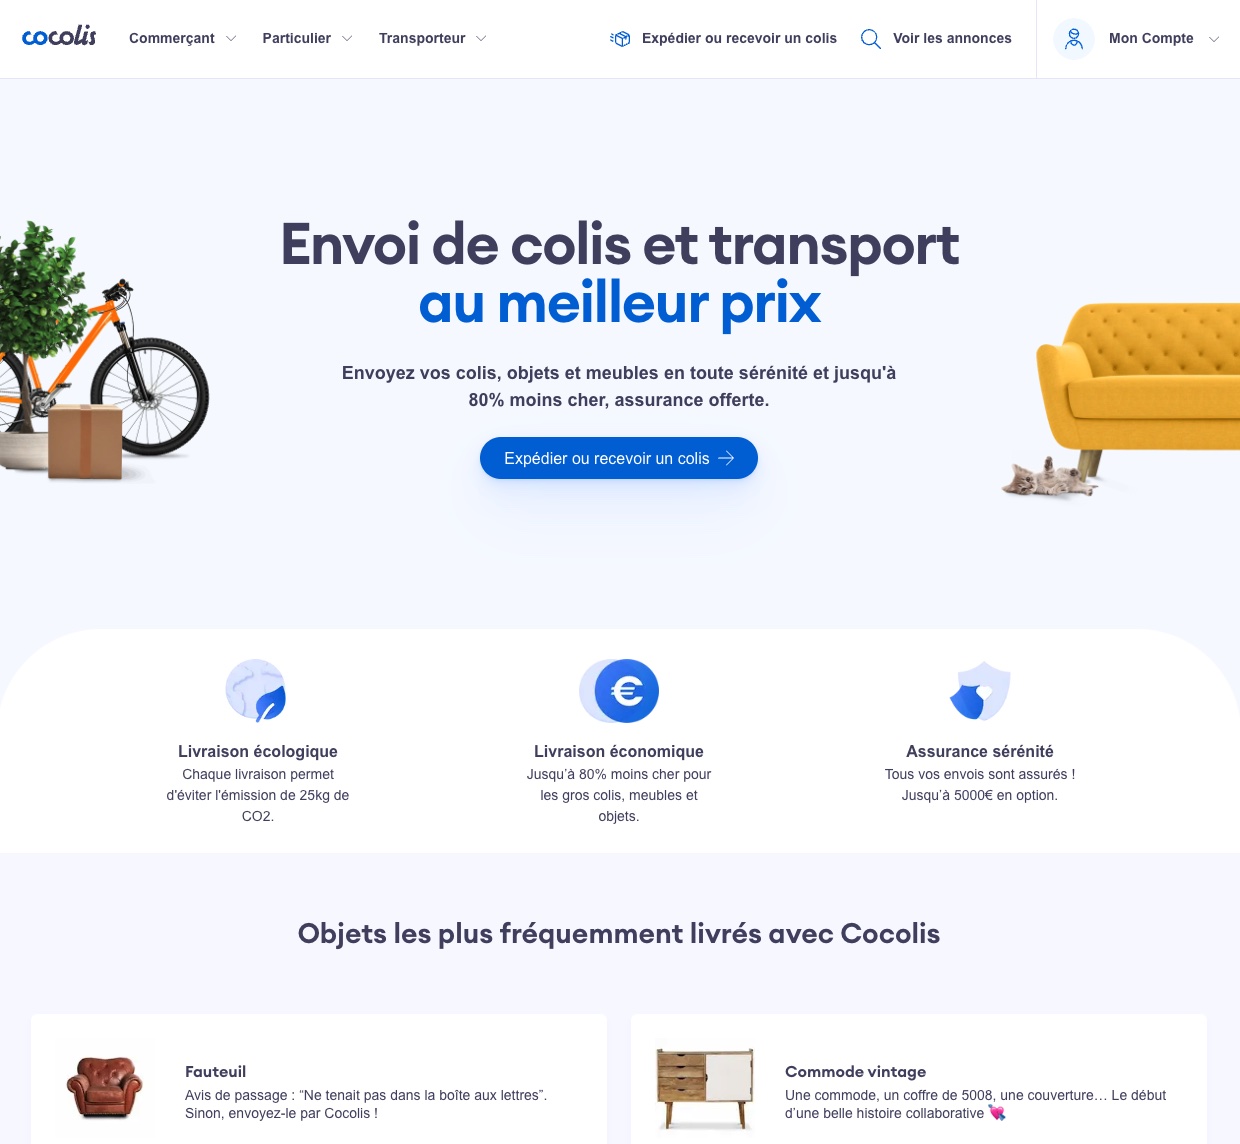 cocolis
Commerçant
Particulier
Transporteur
Expédier ou recevoir un colis
Voir les annonces
Mon Compte
Envoi de colis et transport
au meilleur prix
Envoyez vos colis, objets et meubles en toute sérénité et jusqu'à
80% moins cher, assurance offerte.
Expédier ou recevoir un colis
Livraison écologique
Chaque livraison permet
d'éviter l'émission de 25kg de
CO2.
€
Livraison économique
Jusqu’à 80% moins cher pour
les gros colis, meubles et
objets.
Assurance sérénité
Tous vos envois sont assurés !
Jusqu’à 5000€ en option.
Objets les plus fréquemment livrés avec Cocolis
Fauteuil
Avis de passage : “Ne tenait pas dans la boîte aux lettres”.
Sinon, envoyez-le par Cocolis !
Commode vintage
Une commode, un coffre de 5008, une couverture… Le début
d’une belle histoire collaborative 💘